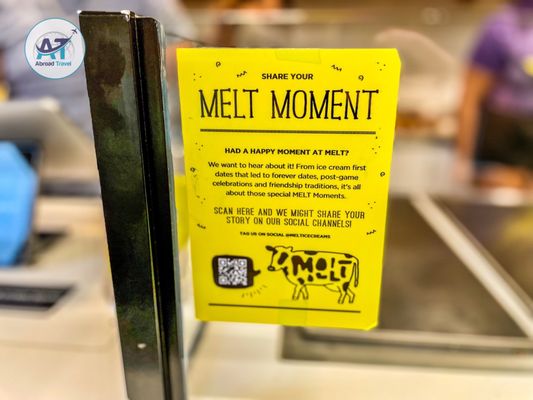 AT
Abroad Travel
SHARE YOUR
MELT MOMENT
HAD A HAPPY MOMENT AT MELT?
We want to hear about it! From ice cream first
dates that led to forever dates, post-game
celebrations and friendship traditions, it's all
about those special MELT Moments.
SCAN HERE AND WE MIGHT SHARE YOUR
STORY ON OUR SOCIAL CHANNELS!
TAG US ON SOCIAL @MELTICECREAMS
MELT